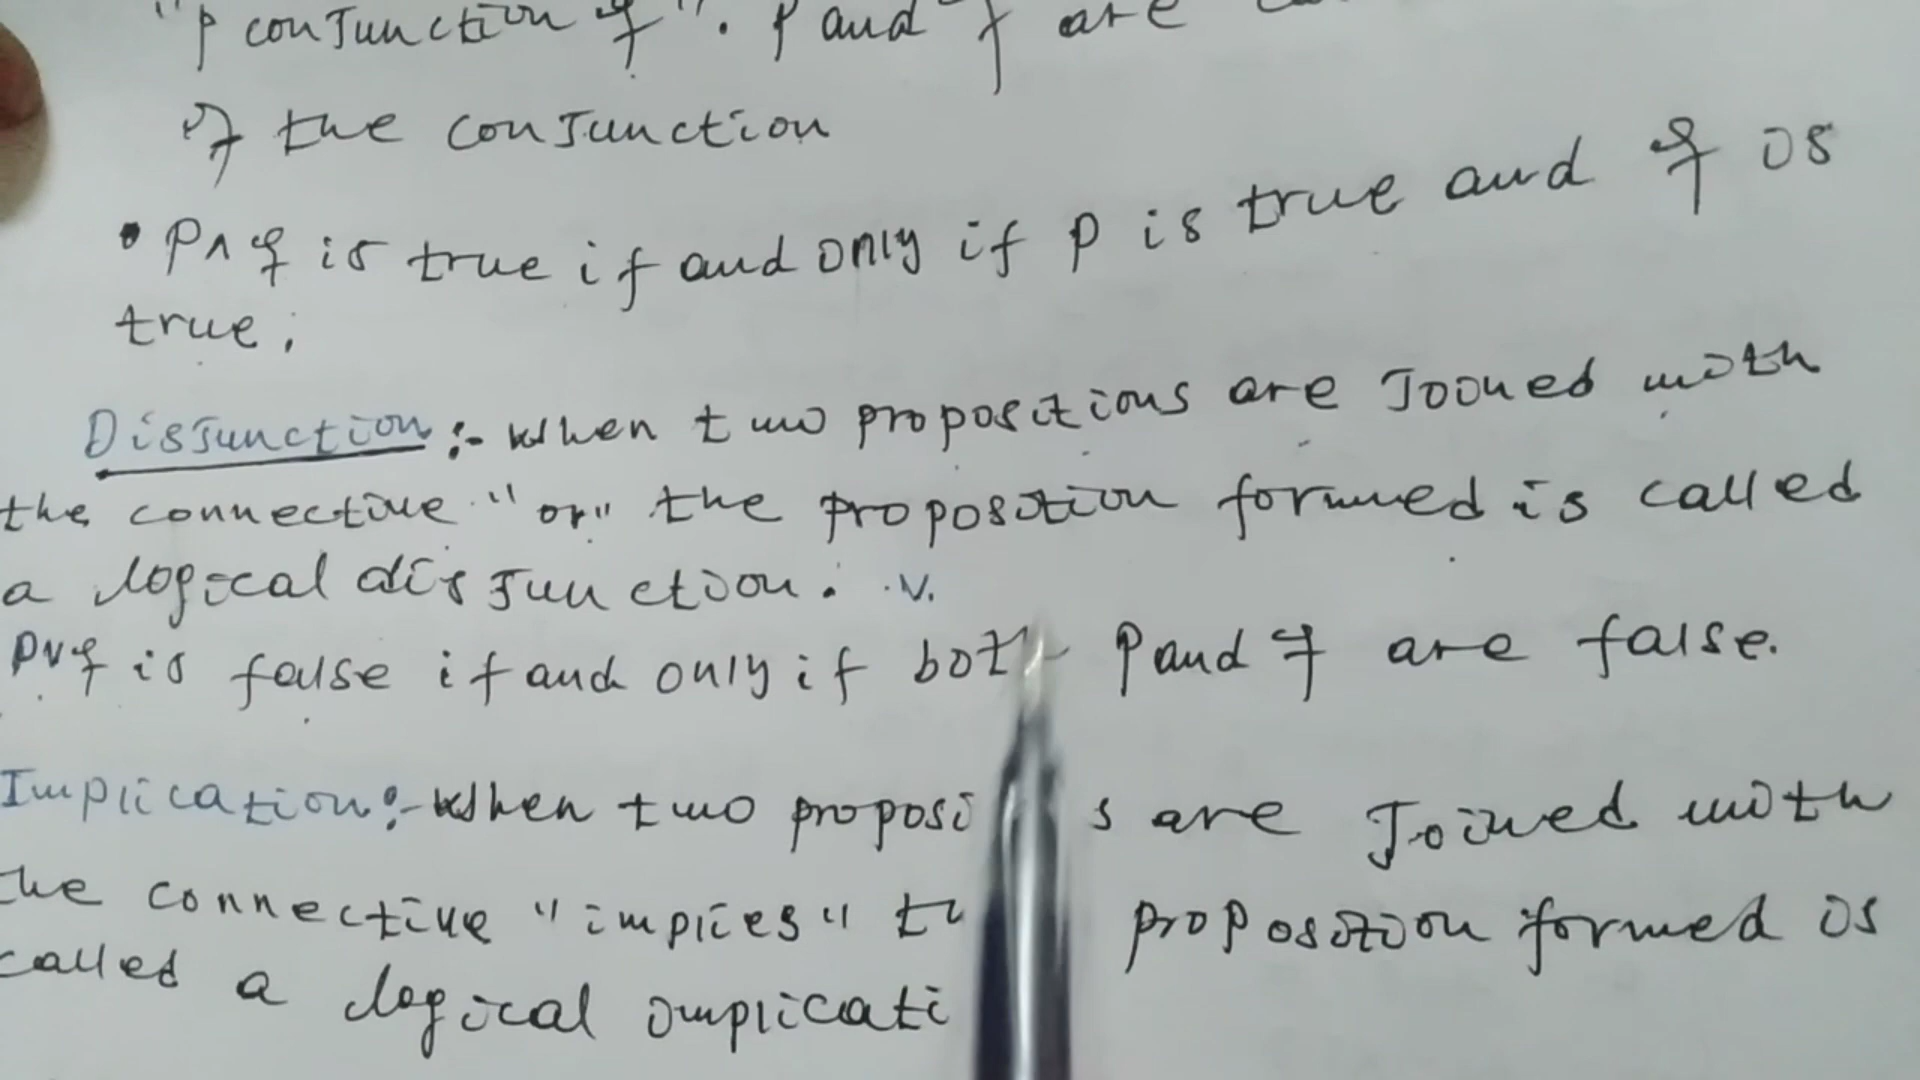 "p conjunction q". p and q are
of the conjunction
• p∧q is true if and only if p is true and q is
true.
Disjunction :- When two propositions are Joined with
the connective "or" the proposition formed is called
a logical disjunction. v.
pvq is false if and only if both p and q are false.
Implication :- When two are Joined with
the connective "implies" proposition formed is
called a logical